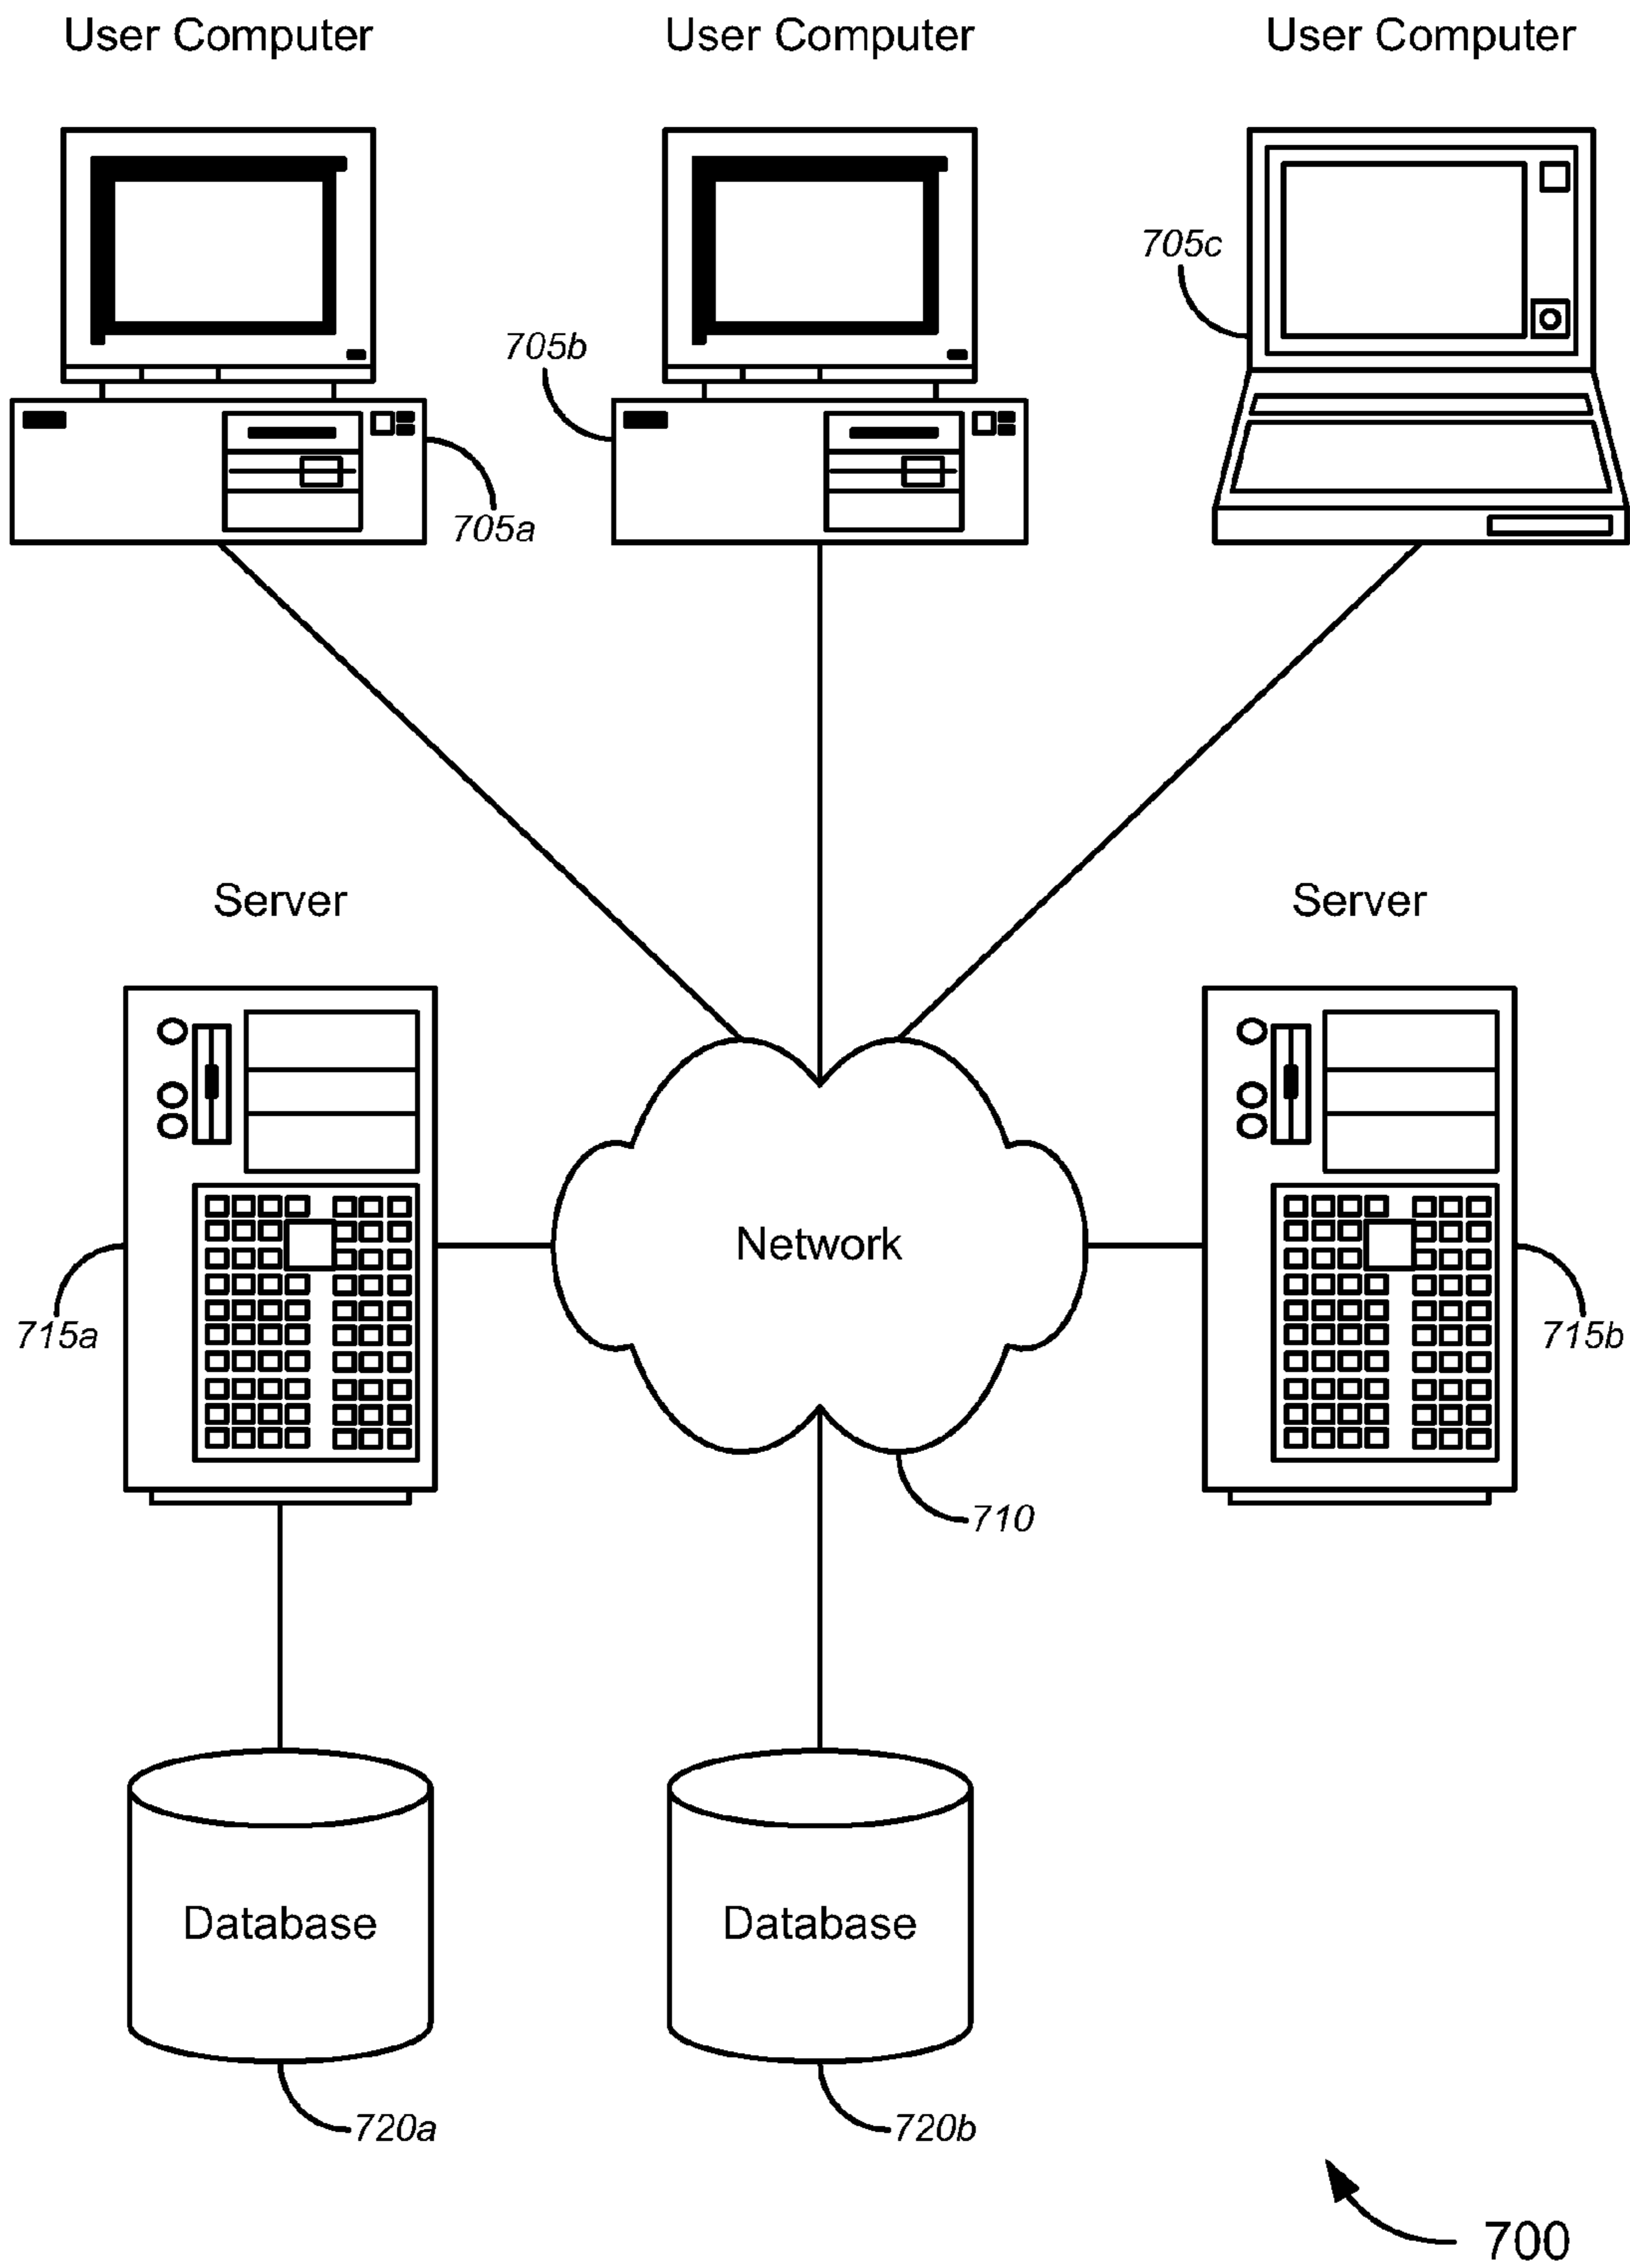 User Computer
User Computer
User Computer
705c
705b
705a
Server
Server
Network
715a
715b
710
Database
Database
720a
720b
700